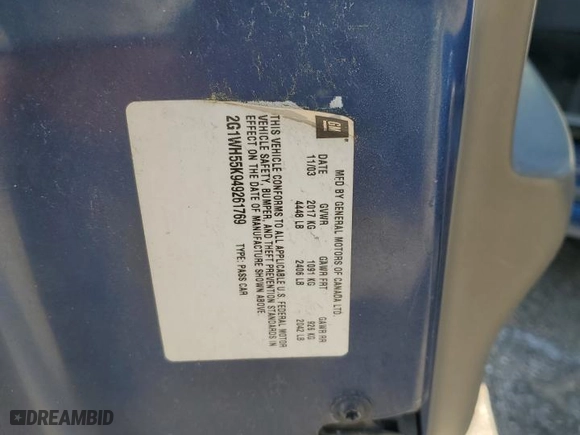 GM
MFD BY GENERAL MOTORS OF CANADA LTD.
DATE GVWR GAWR FRT GAWR RR
11/03 2017 KG 1091 KG 926 KG
4448 LB 2406 LB 2042 LB
THIS VEHICLE CONFORMS TO ALL APPLICABLE U.S. FEDERAL MOTOR
VEHICLE SAFETY, BUMPER, AND THEFT PREVENTION STANDARDS IN
EFFECT ON THE DATE OF MANUFACTURE SHOWN ABOVE.
2G1WH55K949261769 TYPE: PASS CAR
DREAMBID